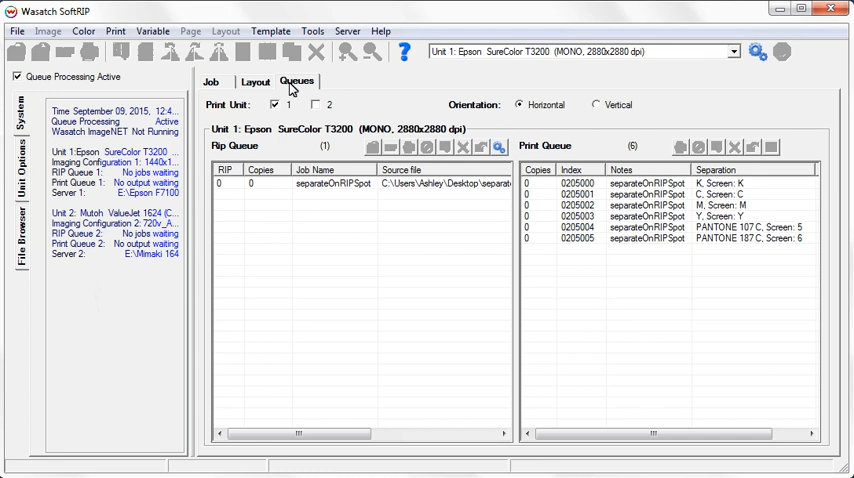 Wasatch SoftRIP
File Image Color Print Variable Page Layout Template Tools Server Help
Unit 1: Epson SureColor T3200 (MONO, 2880x2880 dpi)
Queue Processing Active
Job Layout Queues
System
Unit Options
File Browser
Time September 09, 2015, 12:4...
Queue Processing Active
Wasatch ImageNET Not Running
Unit 1:Epson SureColor T3200 ...
Imaging Configuration 1: 1440x1...
RIP Queue 1: No jobs waiting
Print Queue 1: No output waiting
Server 1: E:\Epson F7100
Unit 2: Mutoh ValueJet 1624 (C...
Imaging Configuration 2: 720v_A...
RIP Queue 2: No jobs waiting
Print Queue 2: No output waiting
Server 2: E:\Mimaki 164
Print Unit: 1 2 Orientation: Horizontal Vertical
Unit 1: Epson SureColor T3200 (MONO, 2880x2880 dpi)
Rip Queue (1)
RIP Copies Job Name Source file
0 0 separateOnRIPSpot C:\Users\Ashley\Desktop\separat
Print Queue (6)
Copies Index Notes Separation
0 0205000 separateOnRIPSpot K, Screen: K
0 0205001 separateOnRIPSpot C, Screen: C
0 0205002 separateOnRIPSpot M, Screen: M
0 0205003 separateOnRIPSpot Y, Screen: Y
0 0205004 separateOnRIPSpot PANTONE 107 C, Screen: 5
0 0205005 separateOnRIPSpot PANTONE 187 C, Screen: 6